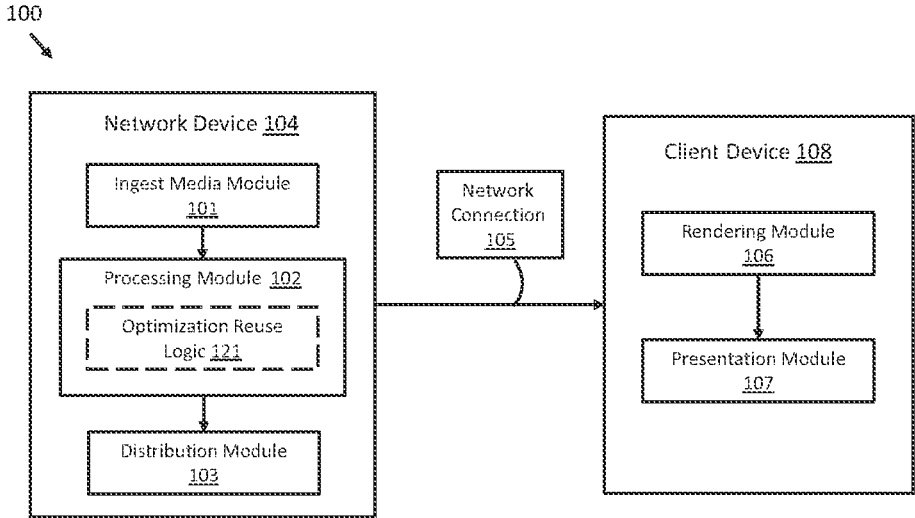 100
Network Device 104
Ingest Media Module
101
Processing Module 102
Optimization Reuse
Logic 121
Distribution Module
103
Network
Connection
105
Client Device 108
Rendering Module
106
Presentation Module
107